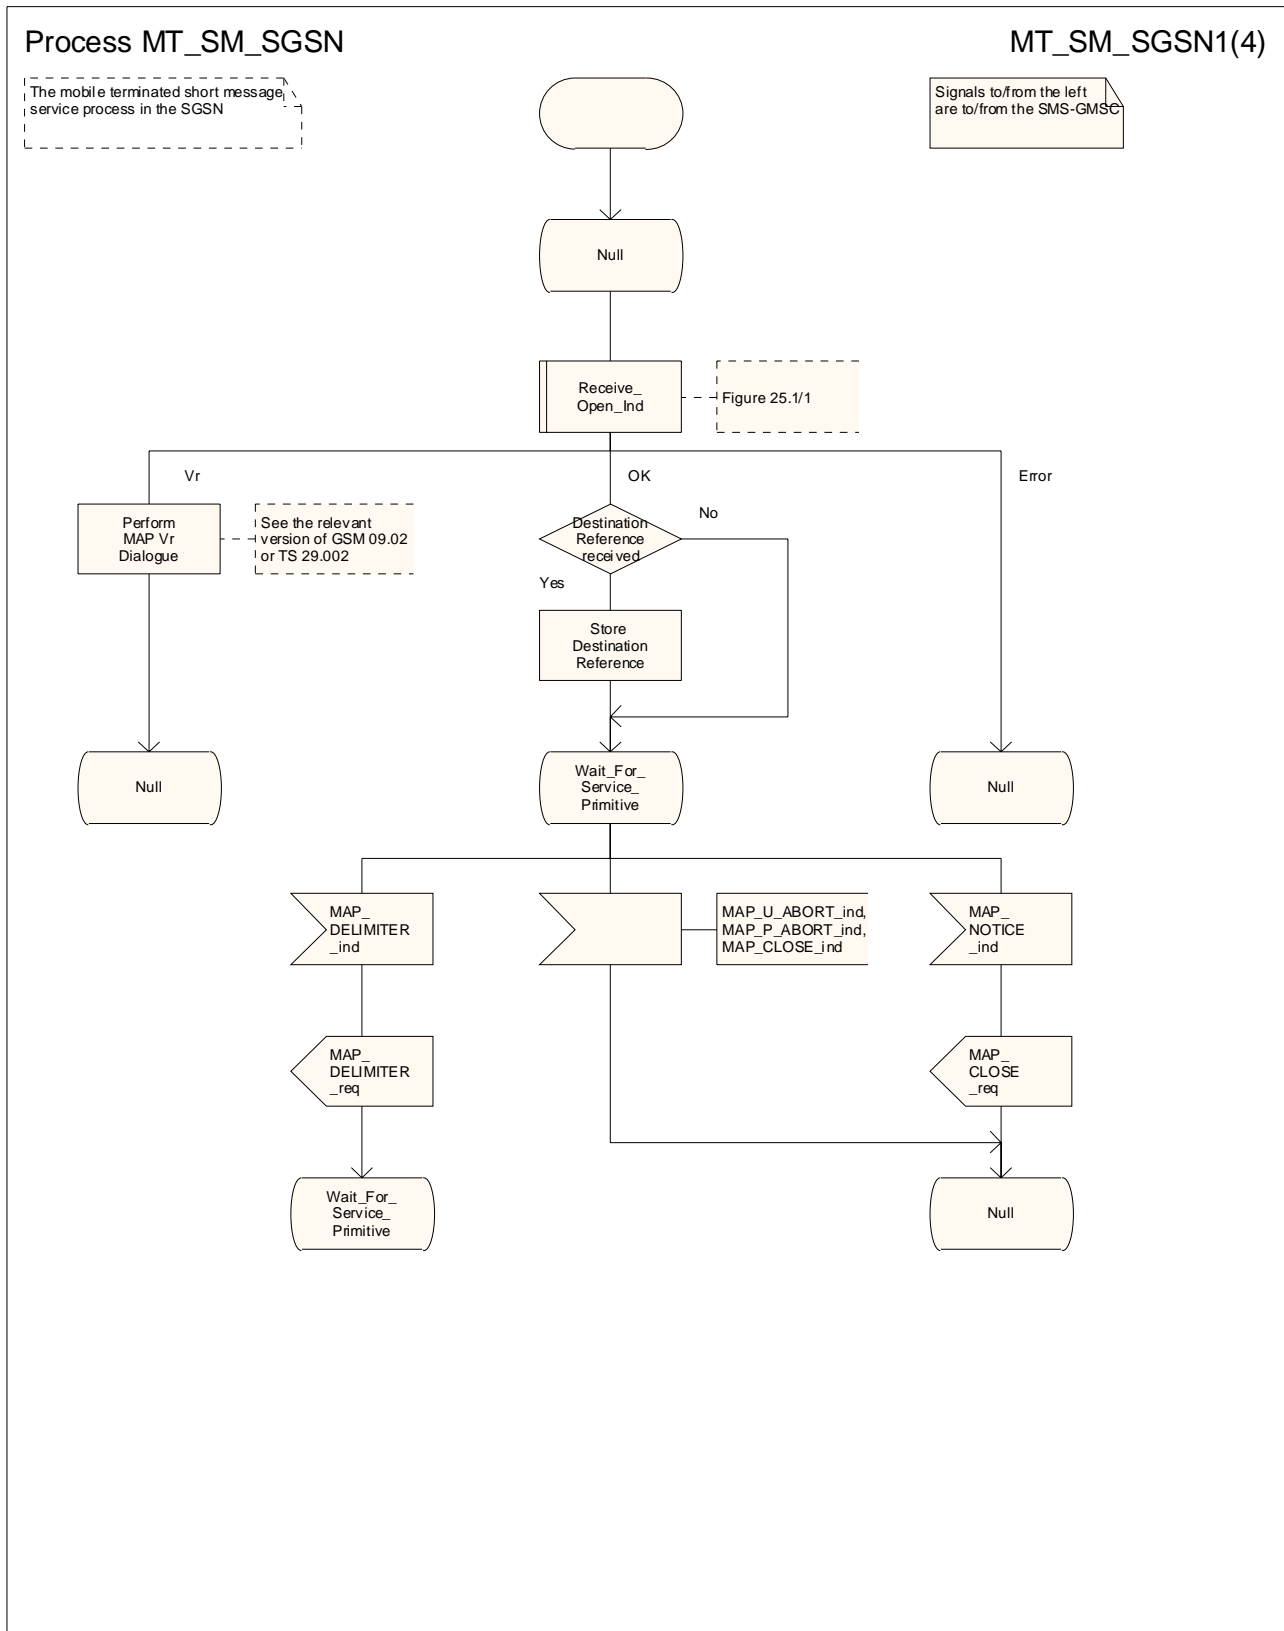 Process MT_SM_SGSN
MT_SM_SGSN1(4)
The mobile terminated short message
service process in the SGSN
Signals to/from the left
are to/from the SMS-GMSC
Null
Receive_
Open_Ind
Figure 25.1/1
Vr
OK
Error
Perform
MAP Vr
Dialogue
See the relevant
version of GSM 09.02
or TS 29.002
Destination
Reference
received
No
Yes
Store
Destination
Reference
Null
Wait_For_
Service_
Primitive
Null
MAP_
DELIMITER
_ind
MAP_U_ABORT_ind,
MAP_P_ABORT_ind,
MAP_CLOSE_ind
MAP_
NOTICE
_ind
MAP_
DELIMITER
_req
MAP_
CLOSE
_req
Wait_For_
Service_
Primitive
Null